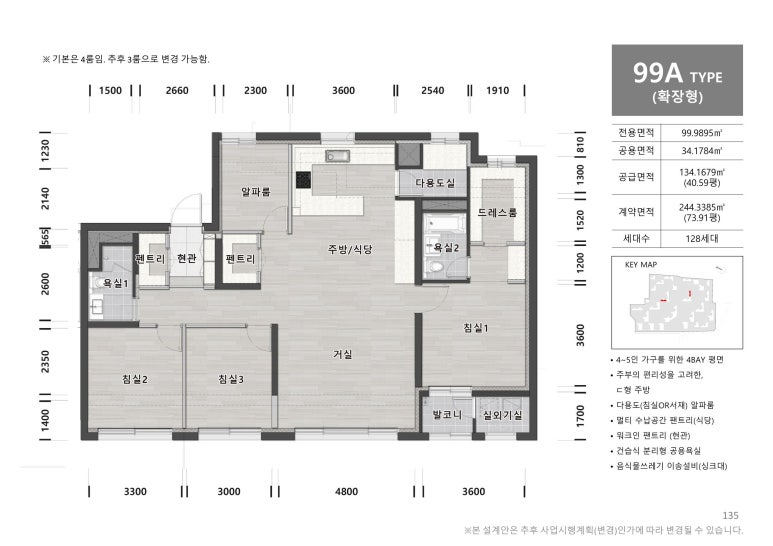 ※ 기본은 4룸임. 추후 3룸으로 변경 가능함.
99A TYPE
(확장형)
전용면적 99.9895㎡
공용면적 34.1784㎡
공급면적 134.1679㎡
(40.59평)
계약면적 244.3385㎡
(73.91평)
세대수 128세대
KEY MAP
• 4~5인 가구를 위한 4BAY 평면
• 주부의 편리성을 고려한,
ㄷ형 주방
• 다용도(침실OR서재) 알파룸
• 멀티 수납공간 팬트리(식당)
• 워크인 팬트리 (현관)
• 건습식 분리형 공용욕실
• 음식물쓰레기 이송설비(싱크대)
1500 2660 2300 3600 2540 1910
1230
2140
565
2600
2350
1400
810
1300
1520
1200
3600
1700
알파룸
다용도실
드레스룸
팬트리 현관 팬트리
주방/식당
욕실2
욕실1
침실1
침실2
침실3
거실
발코니
실외기실
3300 3000 4800 3600
135
※본 설계안은 추후 사업시행계획(변경)인가에 따라 변경될 수 있습니다.